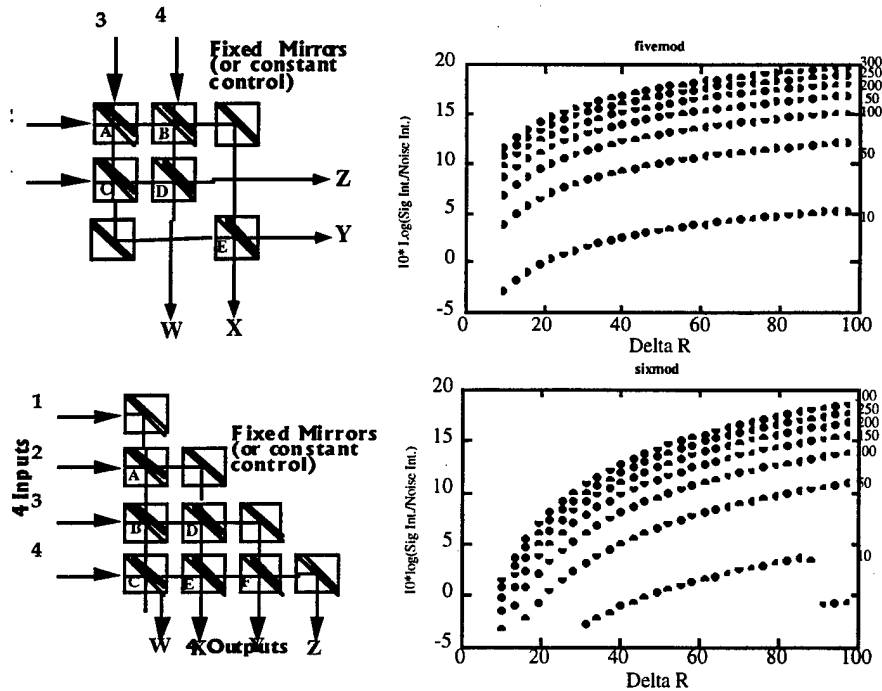 3 4
Fixed Mirrors
(or constant
control)
A B
C D
Z
E
Y
W X
fivemod
10* Log(Sig Int./Noise Int.)
20
15
10
5
0
-5
0 20 40 60 80 100
Delta R
300
250
200
150
100
50
10
4 Inputs
1
2
3
4
Fixed Mirrors
(or constant
control)
A
B D
C E F
W X Y Z
4 Outputs
sixmod
10*log(Sig Int./Noise Int.)
20
15
10
5
0
-5
0 20 40 60 80 100
Delta R
300
250
200
150
100
50
10